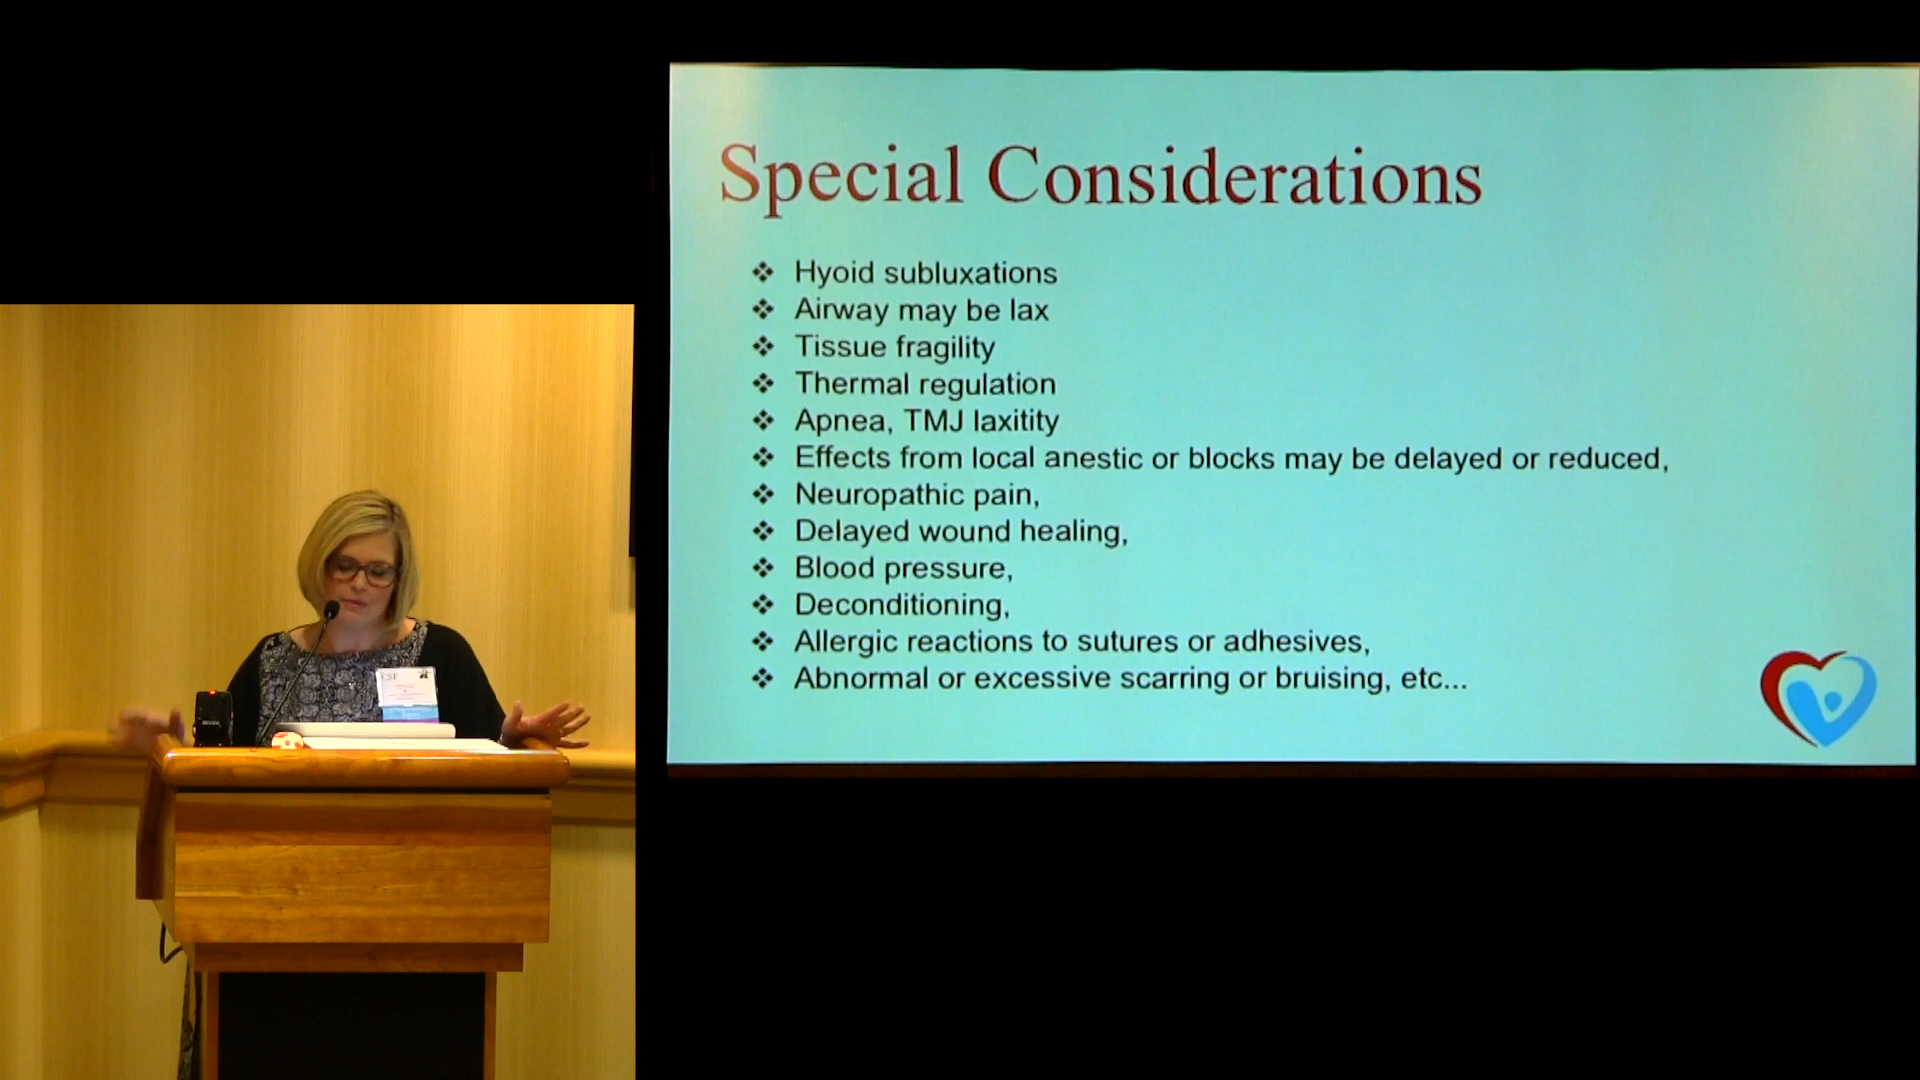 Special Considerations
❖ Hyoid subluxations
❖ Airway may be lax
❖ Tissue fragility
❖ Thermal regulation
❖ Apnea, TMJ laxitity
❖ Effects from local anestic or blocks may be delayed or reduced,
❖ Neuropathic pain,
❖ Delayed wound healing,
❖ Blood pressure,
❖ Deconditioning,
❖ Allergic reactions to sutures or adhesives,
❖ Abnormal or excessive scarring or bruising, etc...
CSF